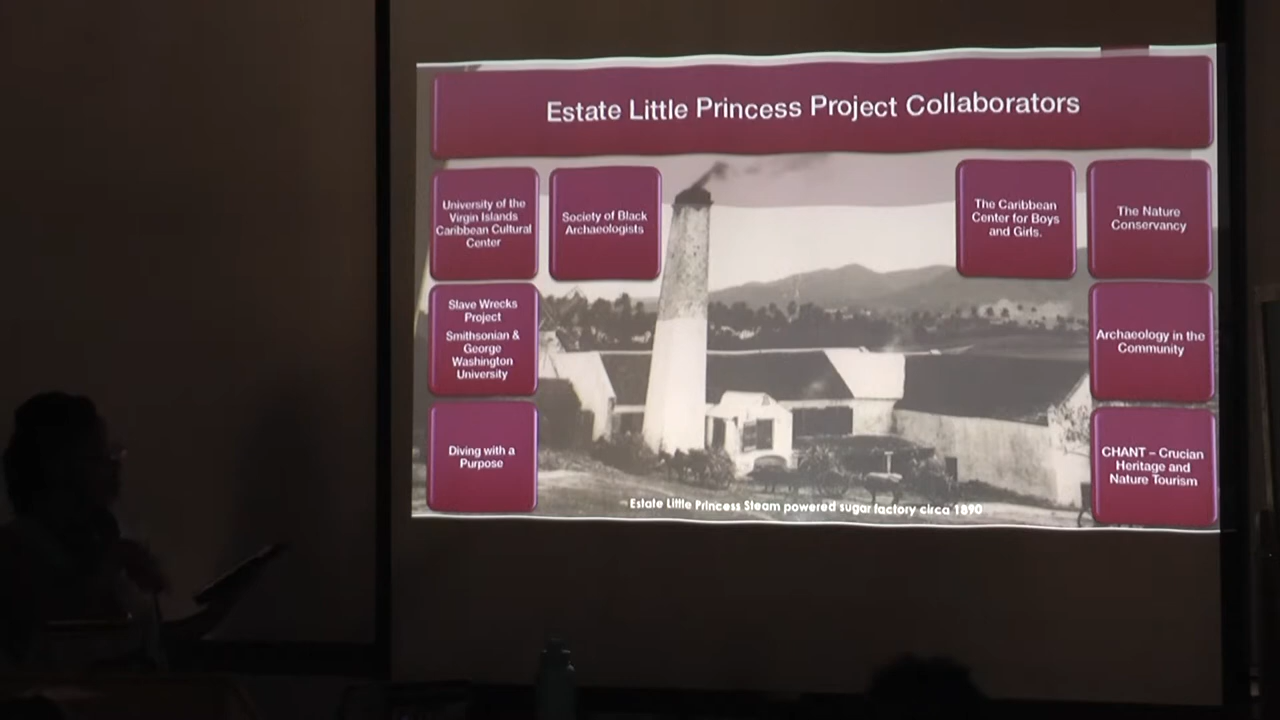 Estate Little Princess Project Collaborators
University of the
Virgin Islands
Caribbean Cultural
Center
Society of Black
Archaeologists
The Caribbean
Center for Boys
and Girls.
The Nature
Conservancy
Slave Wrecks
Project
Smithsonian &
George
Washington
University
Archaeology in the
Community
Diving with a
Purpose
CHANT – Crucian
Heritage and
Nature Tourism
Estate Little Princess Steam powered sugar factory circa 1890